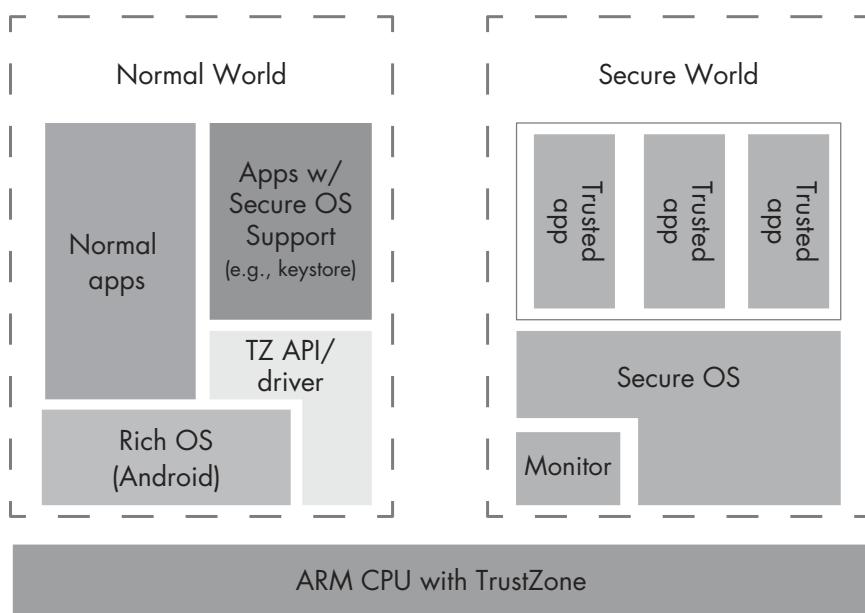 Normal World
Normal
apps
Apps w/
Secure OS
Support
(e.g., keystore)
TZ API/
driver
Rich OS
(Android)
Secure World
Trusted
app
Trusted
app
Trusted
app
Secure OS
Monitor
ARM CPU with TrustZone